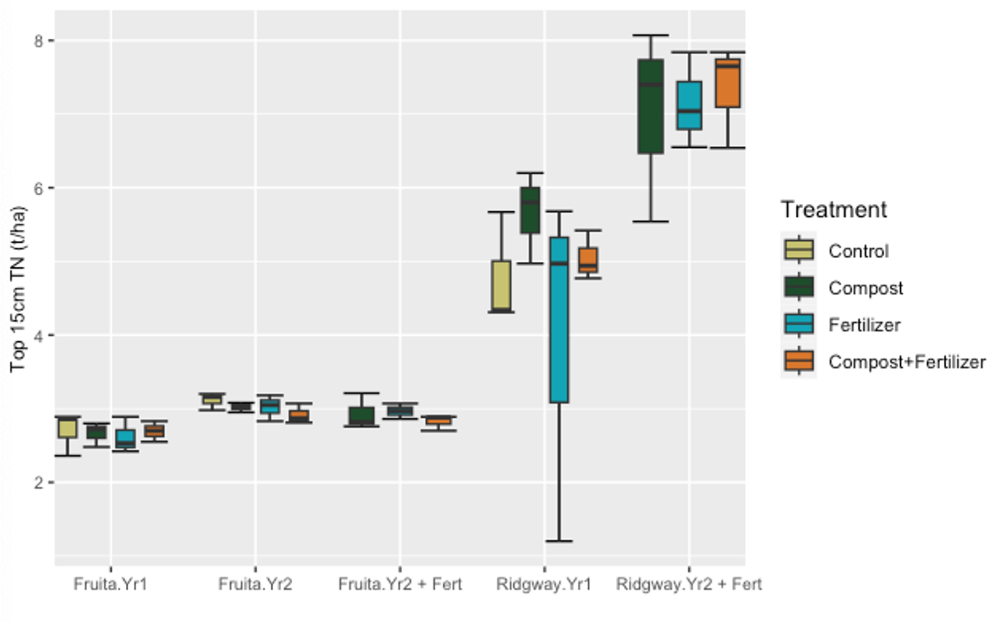 Top 15cm TN (t/ha)
8
6
4
2
Fruita.Yr1
Fruita.Yr2
Fruita.Yr2 + Fert
Ridgway.Yr1
Ridgway.Yr2 + Fert
Treatment
Control
Compost
Fertilizer
Compost+Fertilizer